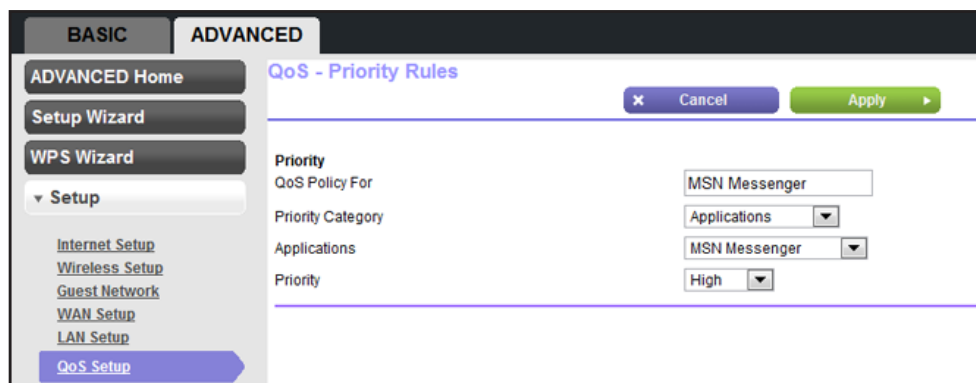 BASIC ADVANCED
ADVANCED Home
Setup Wizard
WPS Wizard
Setup
Internet Setup
Wireless Setup
Guest Network
WAN Setup
LAN Setup
QoS Setup
QoS - Priority Rules
Cancel Apply
Priority
QoS Policy For MSN Messenger
Priority Category Applications
Applications MSN Messenger
Priority High